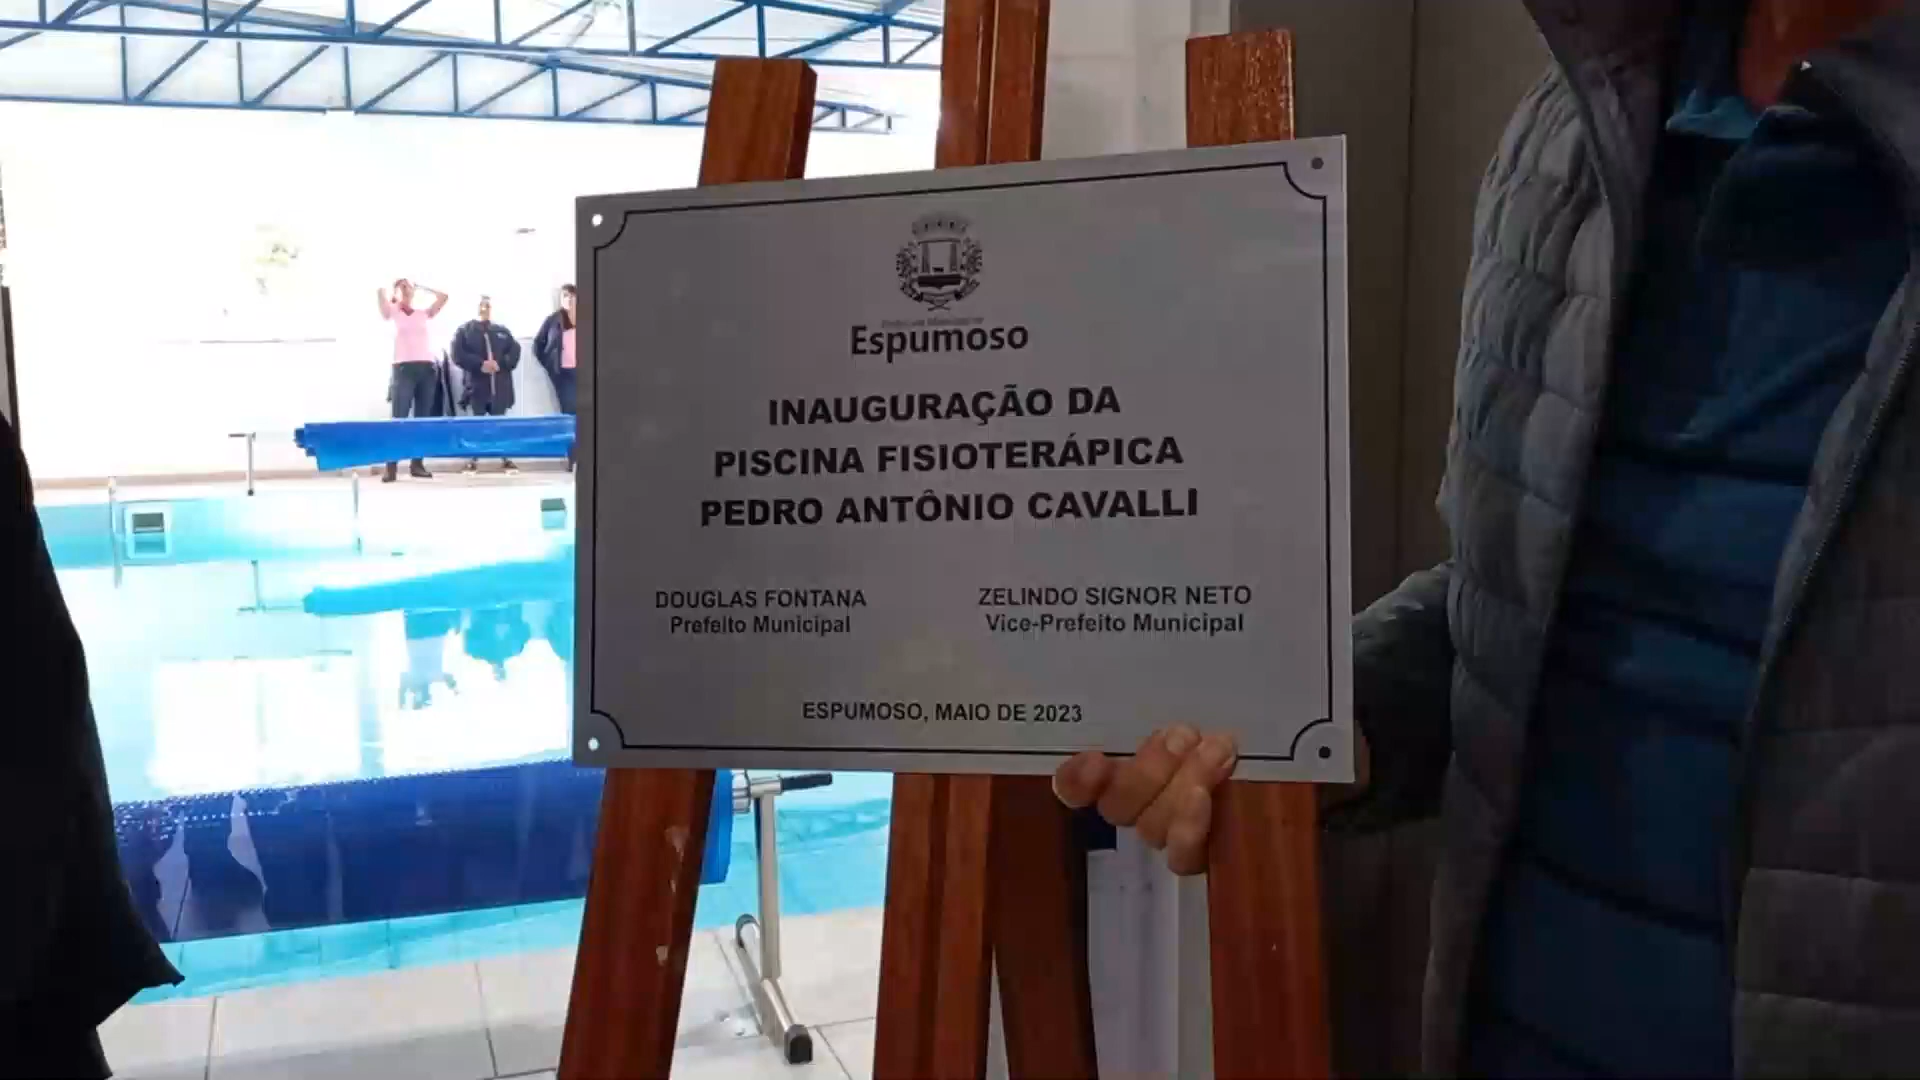 Espumoso
INAUGURAÇÃO DA
PISCINA FISIOTERÁPICA
PEDRO ANTÔNIO CAVALLI
DOUGLAS FONTANA
Prefeito Municipal
ZELINDO SIGNOR NETO
Vice-Prefeito Municipal
ESPUMOSO, MAIO DE 2023